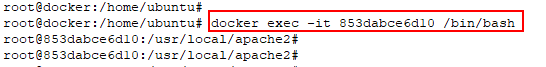 root@docker:/home/ubuntu#
root@docker:/home/ubuntu# docker exec -it 853dabce6d10 /bin/bash
root@853dabce6d10:/usr/local/apache2#
root@853dabce6d10:/usr/local/apache2#